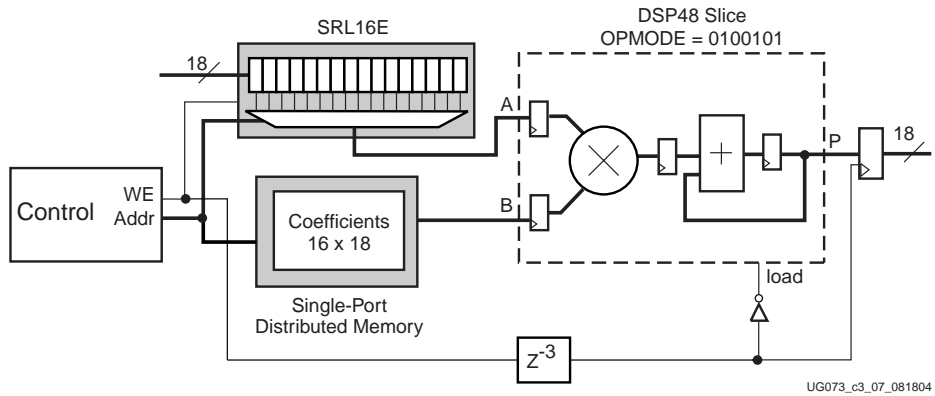 SRL16E
DSP48 Slice
OPMODE = 0100101
18
A
P
18
Control
WE
Addr
B
Coefficients
16 x 18
load
Single-Port
Distributed Memory
Z-3
UG073_c3_07_081804